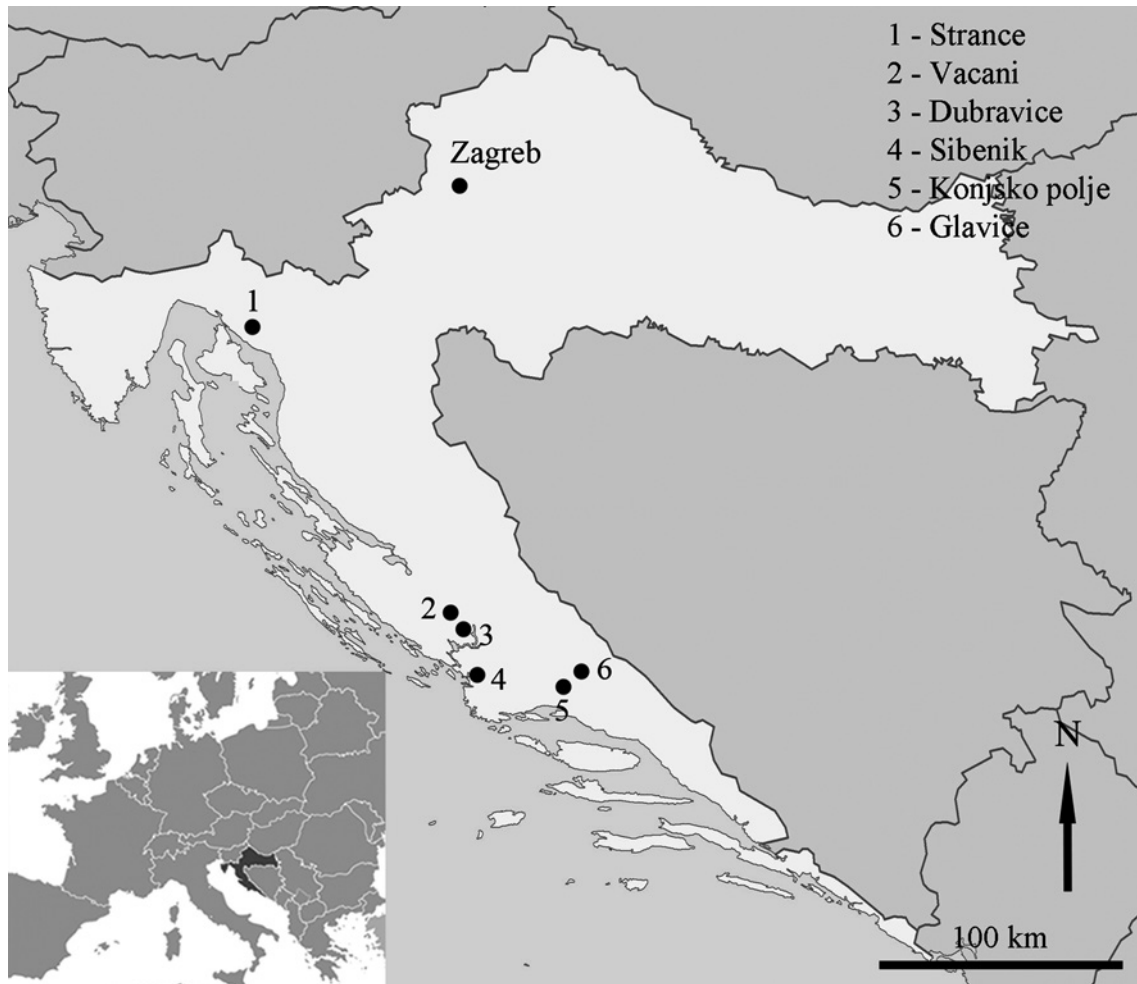 1 - Strance
2 - Vacani
3 - Dubravice
4 - Sibenik
5 - Konjsko polje
6 - Glavice
Zagreb
1
2
3
4
6
5
N
100 km